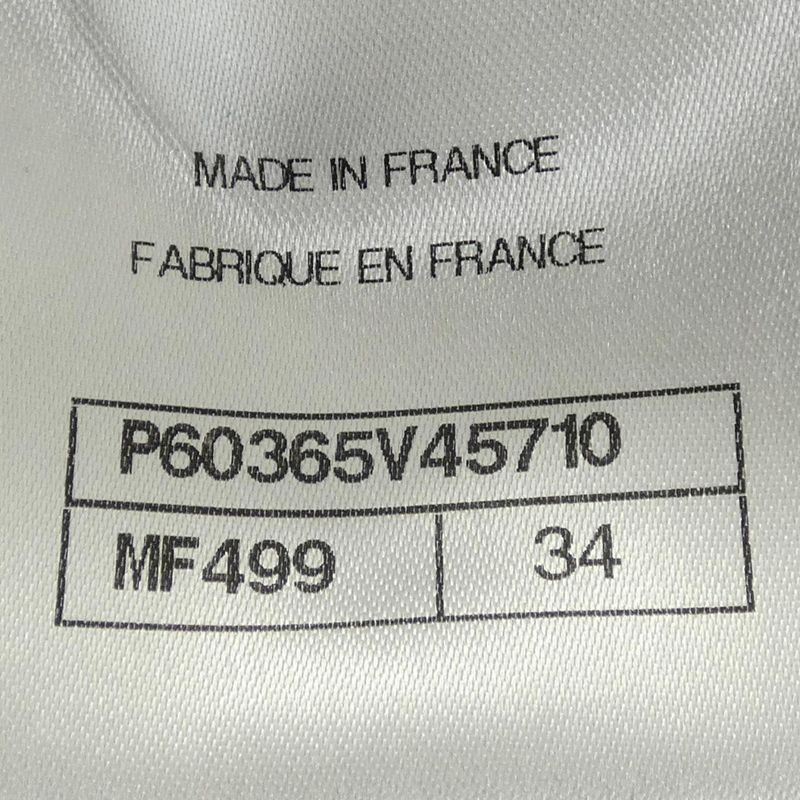 MADE IN FRANCE
FABRIQUE EN FRANCE
P60365V45710
MF499 34